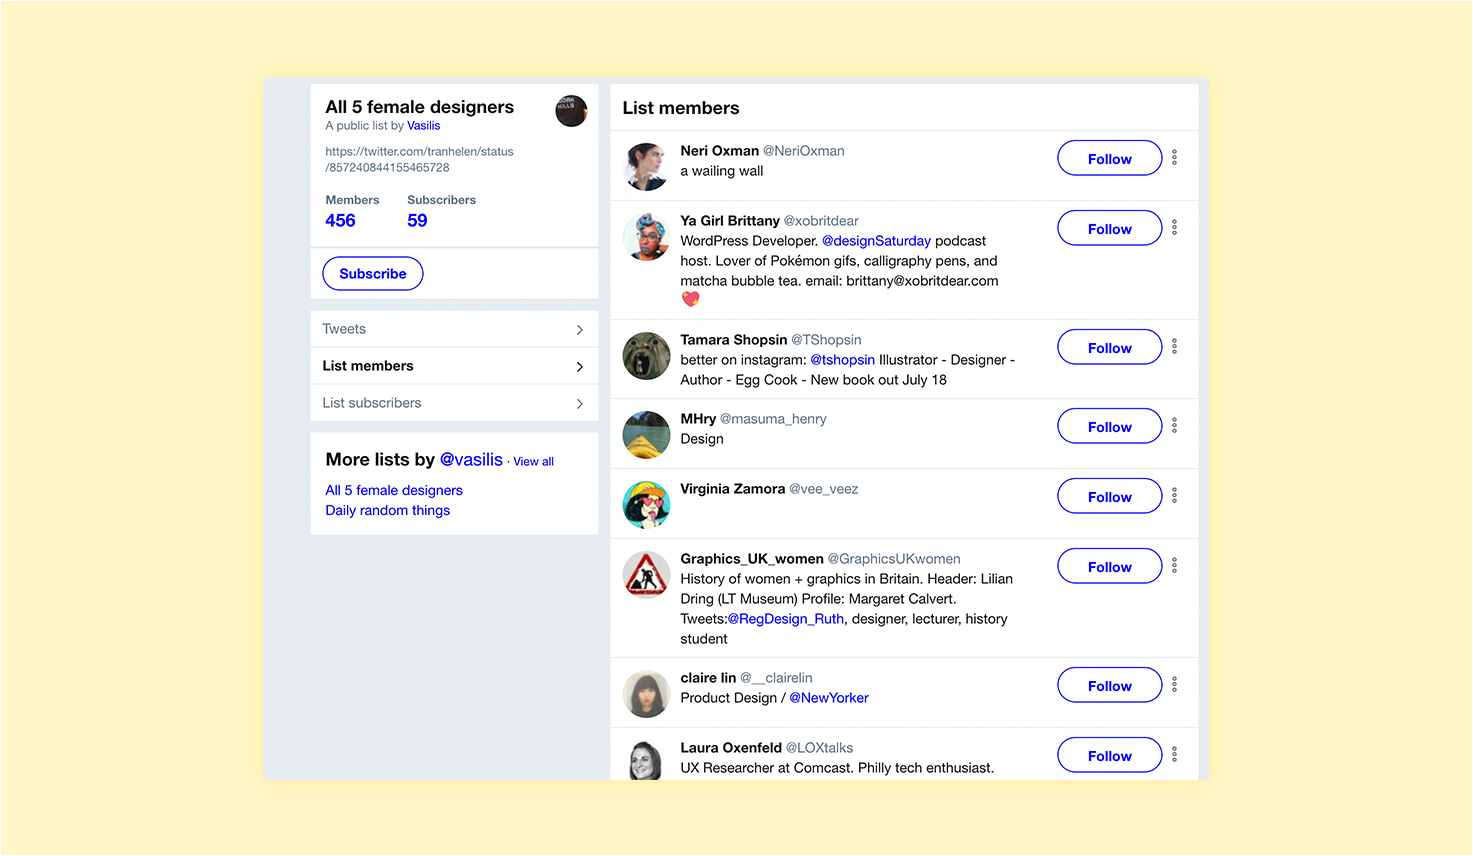 All 5 female designers
A public list by Vasilis
https://twitter.com/tranhelen/status
/857240844155465728
Members
Subscribers
456
59
Subscribe
Tweets
List members
List subscribers
More lists by @vasilis · View all
All 5 female designers
Daily random things
List members
Neri Oxman @NeriOxman
a wailing wall
Follow
Ya Girl Brittany @xobritdear
WordPress Developer. @designSaturday podcast
host. Lover of Pokémon gifs, calligraphy pens, and
matcha bubble tea. email: brittany@xobritdear.com
💖
Follow
Tamara Shopsin @TShopsin
better on instagram: @tshopsin Illustrator - Designer -
Author - Egg Cook - New book out July 18
Follow
MHry @masuma_henry
Design
Follow
Virginia Zamora @vee_veez
Follow
Graphics_UK_women @GraphicsUKwomen
History of women + graphics in Britain. Header: Lilian
Dring (LT Museum) Profile: Margaret Calvert.
Tweets:@RegDesign_Ruth, designer, lecturer, history
student
Follow
claire lin @__clairelin
Product Design / @NewYorker
Follow
Laura Oxenfeld @LOXtalks
UX Researcher at Comcast. Philly tech enthusiast.
Follow